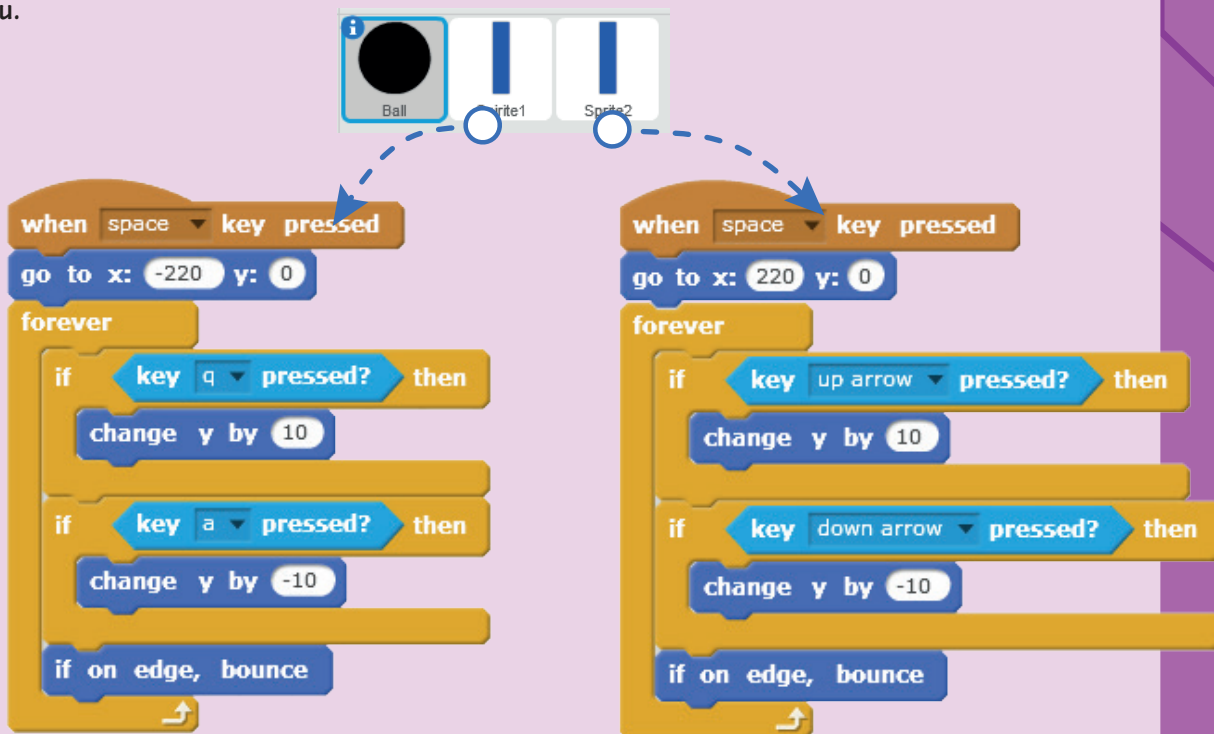 u.
i
Ball
Spirite1
Sprite2
when space key pressed
go to x: -220 y: 0
forever
if key q pressed? then
change y by 10
if key a pressed? then
change y by -10
if on edge, bounce
when space key pressed
go to x: 220 y: 0
forever
if key up arrow pressed? then
change y by 10
if key down arrow pressed? then
change y by -10
if on edge, bounce